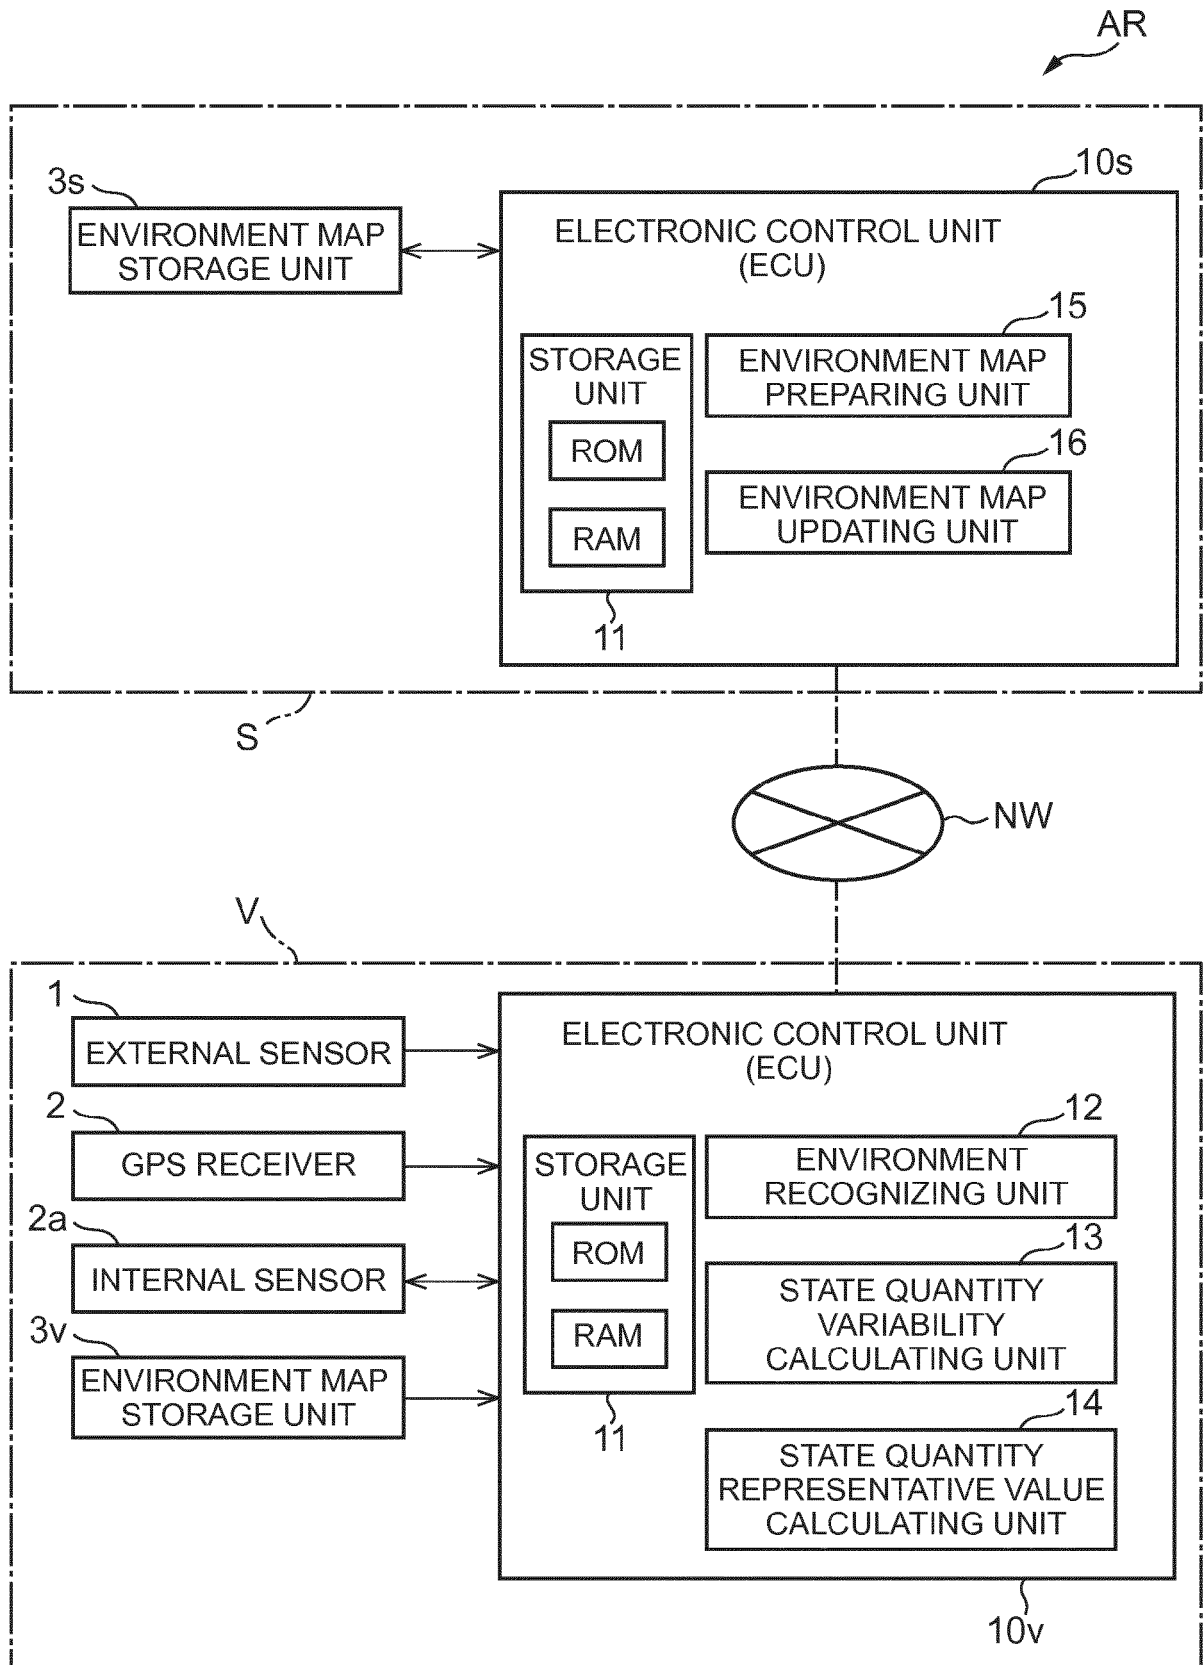 AR
3s
10s
ENVIRONMENT MAP
STORAGE UNIT
ELECTRONIC CONTROL UNIT
(ECU)
15
STORAGE
UNIT
ROM
RAM
11
ENVIRONMENT MAP
PREPARING UNIT
16
ENVIRONMENT MAP
UPDATING UNIT
S
NW
V
1
EXTERNAL SENSOR
2
GPS RECEIVER
2a
INTERNAL SENSOR
3v
ENVIRONMENT MAP
STORAGE UNIT
ELECTRONIC CONTROL UNIT
(ECU)
STORAGE
UNIT
ROM
RAM
11
12
ENVIRONMENT
RECOGNIZING UNIT
13
STATE QUANTITY
VARIABILITY
CALCULATING UNIT
14
STATE QUANTITY
REPRESENTATIVE VALUE
CALCULATING UNIT
10v